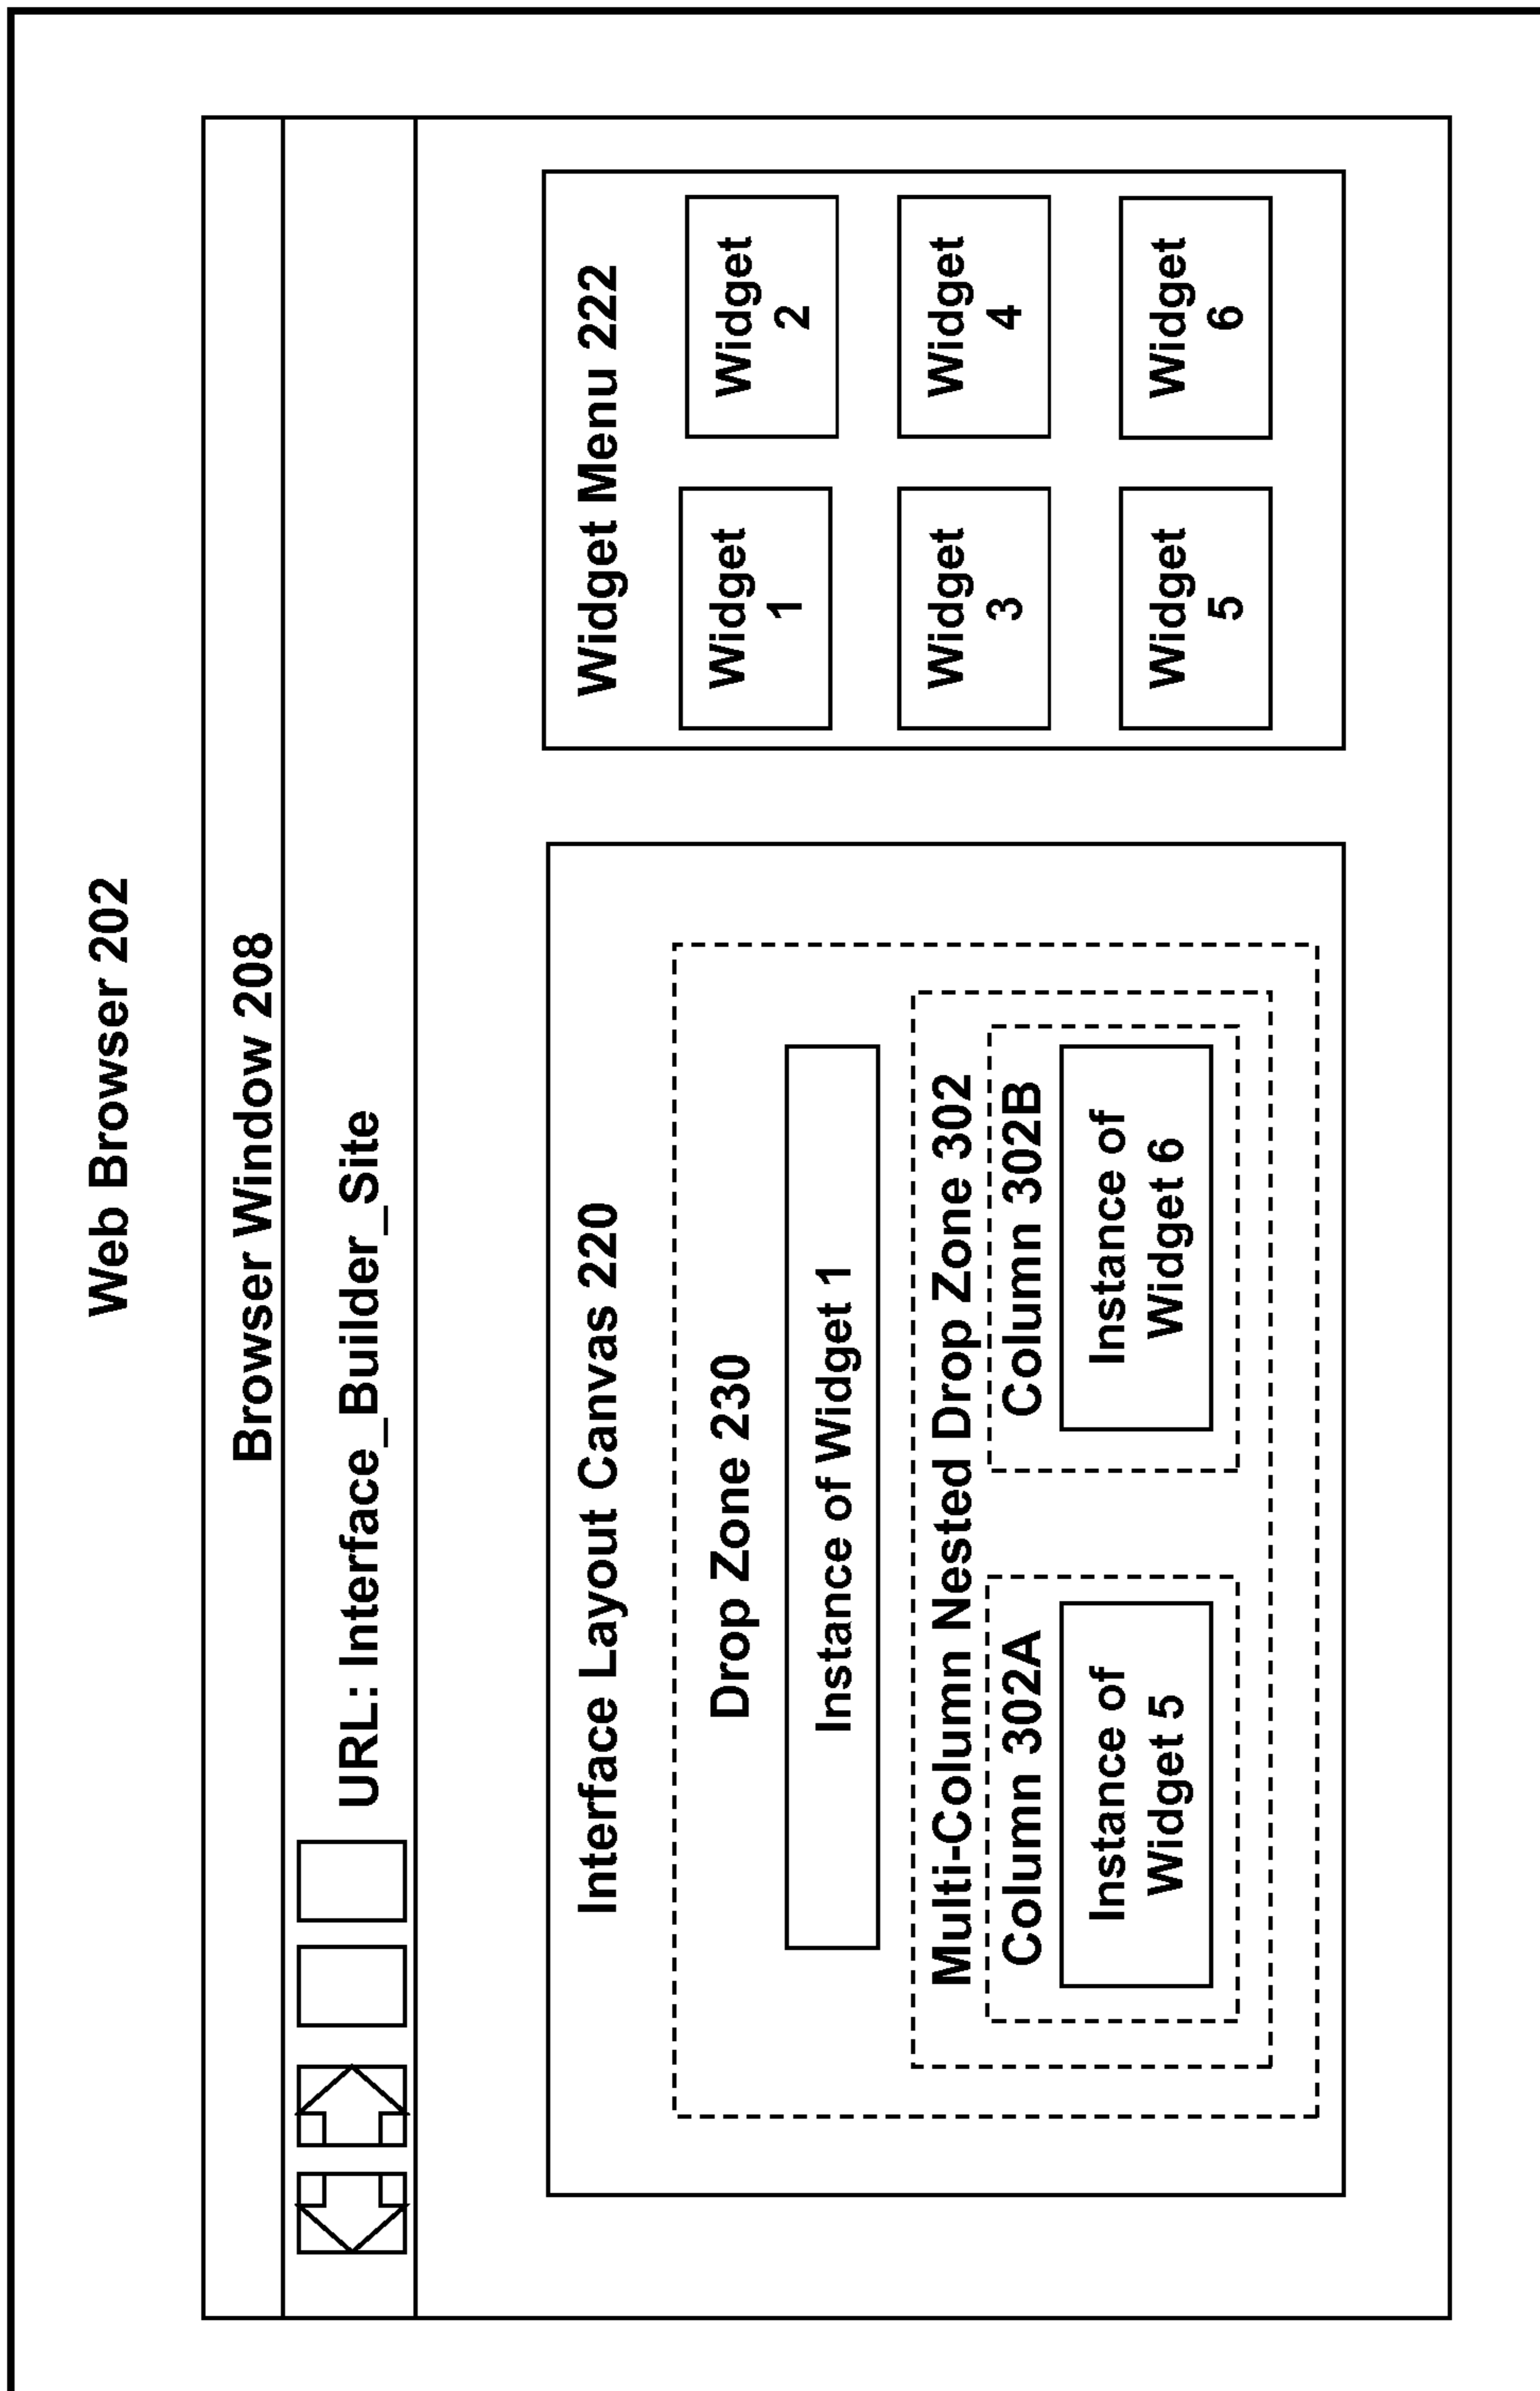 Web Browser 202
Browser Window 208
URL: Interface_Builder_Site
Interface Layout Canvas 220
Drop Zone 230
Instance of Widget 1
Multi-Column Nested Drop Zone 302
Column 302A
Instance of
Widget 5
Column 302B
Instance of
Widget 6
Widget Menu 222
Widget
1
Widget
2
Widget
3
Widget
4
Widget
5
Widget
6